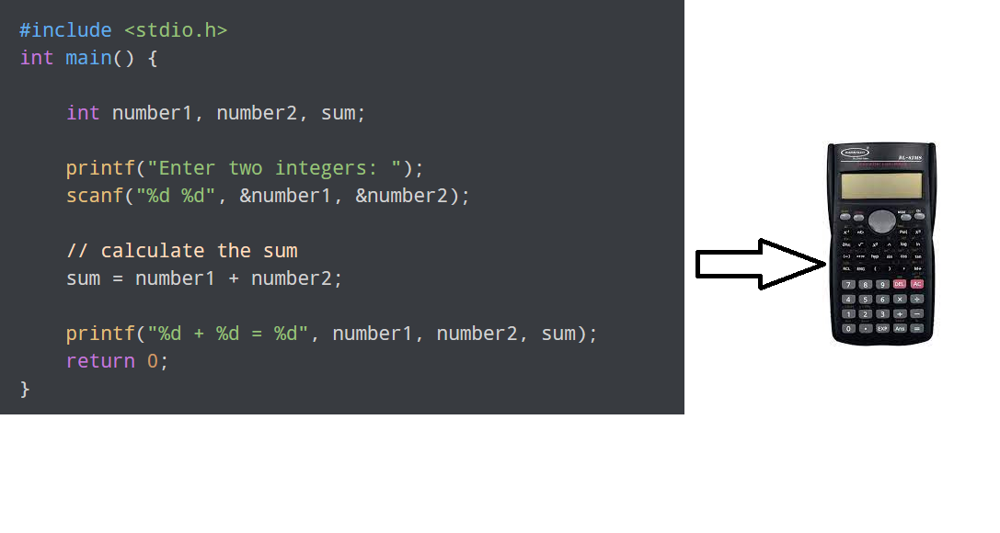 #include <stdio.h>
int main() {
int number1, number2, sum;
printf("Enter two integers: ");
scanf("%d %d", &number1, &number2);
// calculate the sum
sum = number1 + number2;
printf("%d + %d = %d", number1, number2, sum);
return 0;
}
7 8 9 DEL AC
4 5 6 × ÷
1 2 3 + −
0 . EXP Ans =